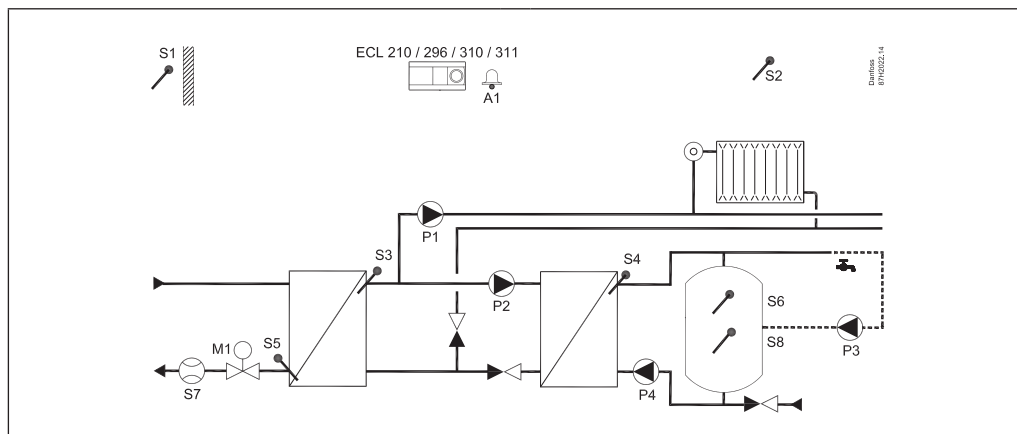 S1
ECL 210 / 296 / 310 / 311
A1
S2
Danfoss
87H2022.14
P1
S3
S4
P2
S6
S8
P3
M1
S5
S7
P4